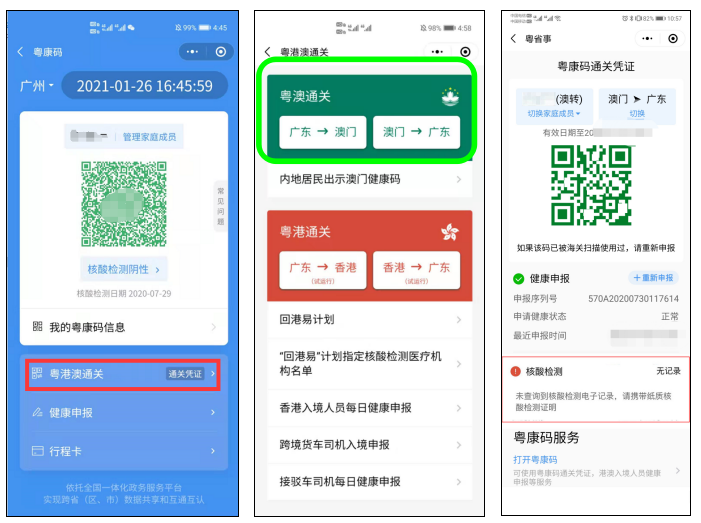 99% 4:45
粤康码
广州
2021-01-26 16:45:59
管理家庭成员
常见问题
核酸检测阴性 >
核酸检测日期 2020-07-29
我的粤康码信息
粤港澳通关 通关凭证
健康申报
行程卡
依托全国一体化政务服务平台
实现跨省（区、市）数据共享和互通互认
98% 4:58
粤港澳通关
粤澳通关
广东 → 澳门 澳门 → 广东
内地居民出示澳门健康码
粤港通关
广东 → 香港 香港 → 广东
(试运行) (试运行)
回港易计划
“回港易”计划指定核酸检测医疗机
构名单
香港入境人员每日健康申报
跨境货车司机入境申报
接驳车司机每日健康申报
82% 10:57
粤省事
粤康码通关凭证
(澳转) 澳门 ➤ 广东
切换家庭成员 切换
有效日期至20
如果该码已被海关扫描使用过，请重新申报
健康申报 +重新申报
申报序列号 570A20200730117614
申请健康状态 正常
最近申报时间
核酸检测 无记录
未查询到核酸检测电子记录，请携带纸质核
酸检测证明
粤康码服务
打开粤康码
可使用粤康码通关凭证，港澳入境人员健康
申报等服务